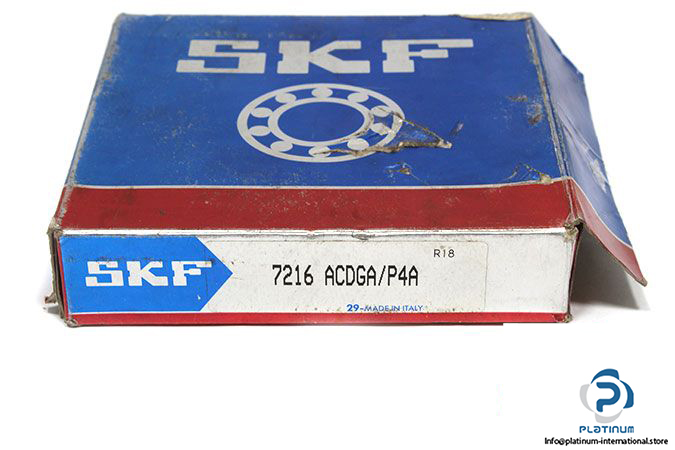 SKF
R18
SKF
7216 ACDGA/P4A
29-MADE IN ITALY
PLATINUM
Info@platinum-international.store